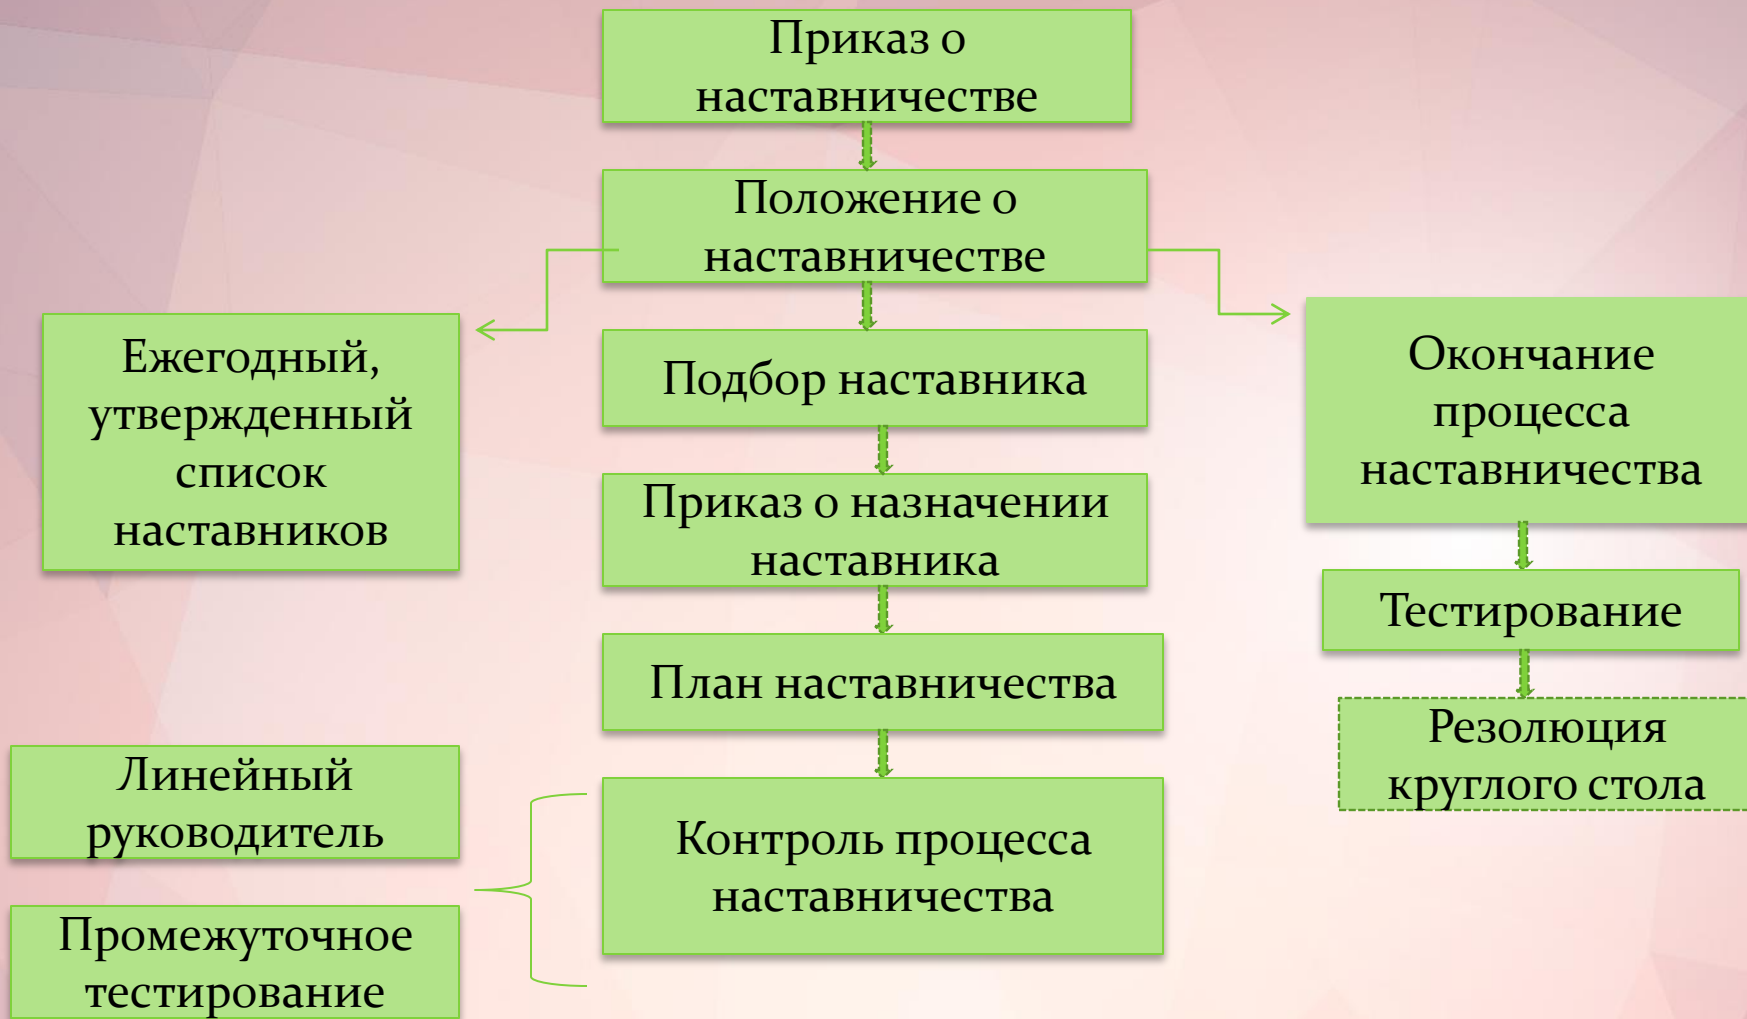 Приказ о
наставничестве
Положение о
наставничестве
Ежегодный,
утвержденный
список
наставников
Подбор наставника
Окончание
процесса
наставничества
Приказ о назначении
наставника
Тестирование
План наставничества
Резолюция
круглого стола
Линейный
руководитель
Контроль процесса
наставничества
Промежуточное
тестирование